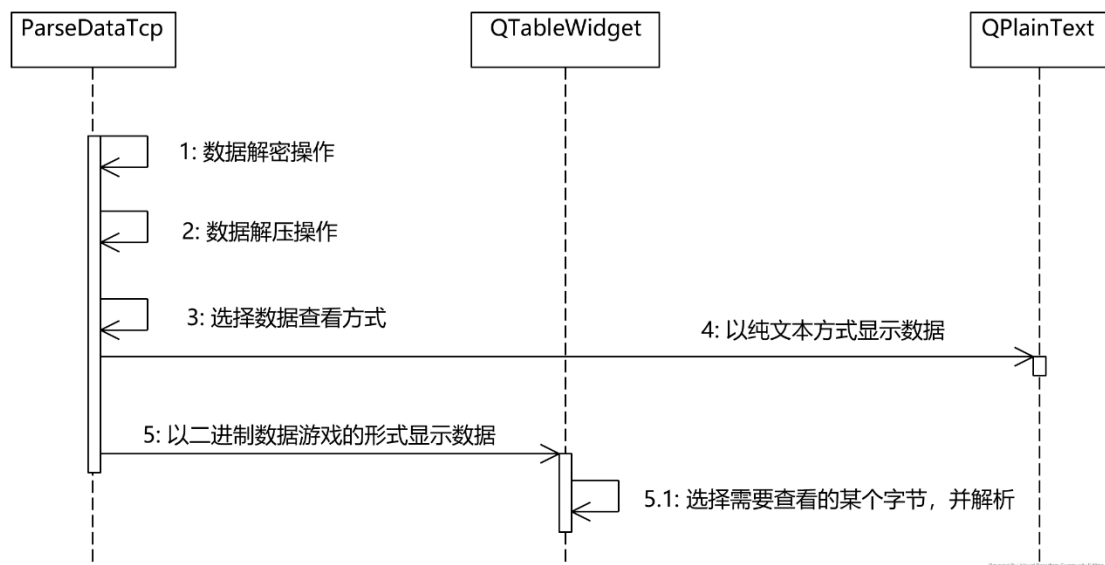 ParseDataTcp
QTableWidget
QPlainText
1: 数据解密操作
2: 数据解压操作
3: 选择数据查看方式
4: 以纯文本方式显示数据
5: 以二进制数据游戏的形式显示数据
5.1: 选择需要查看的某个字节，并解析